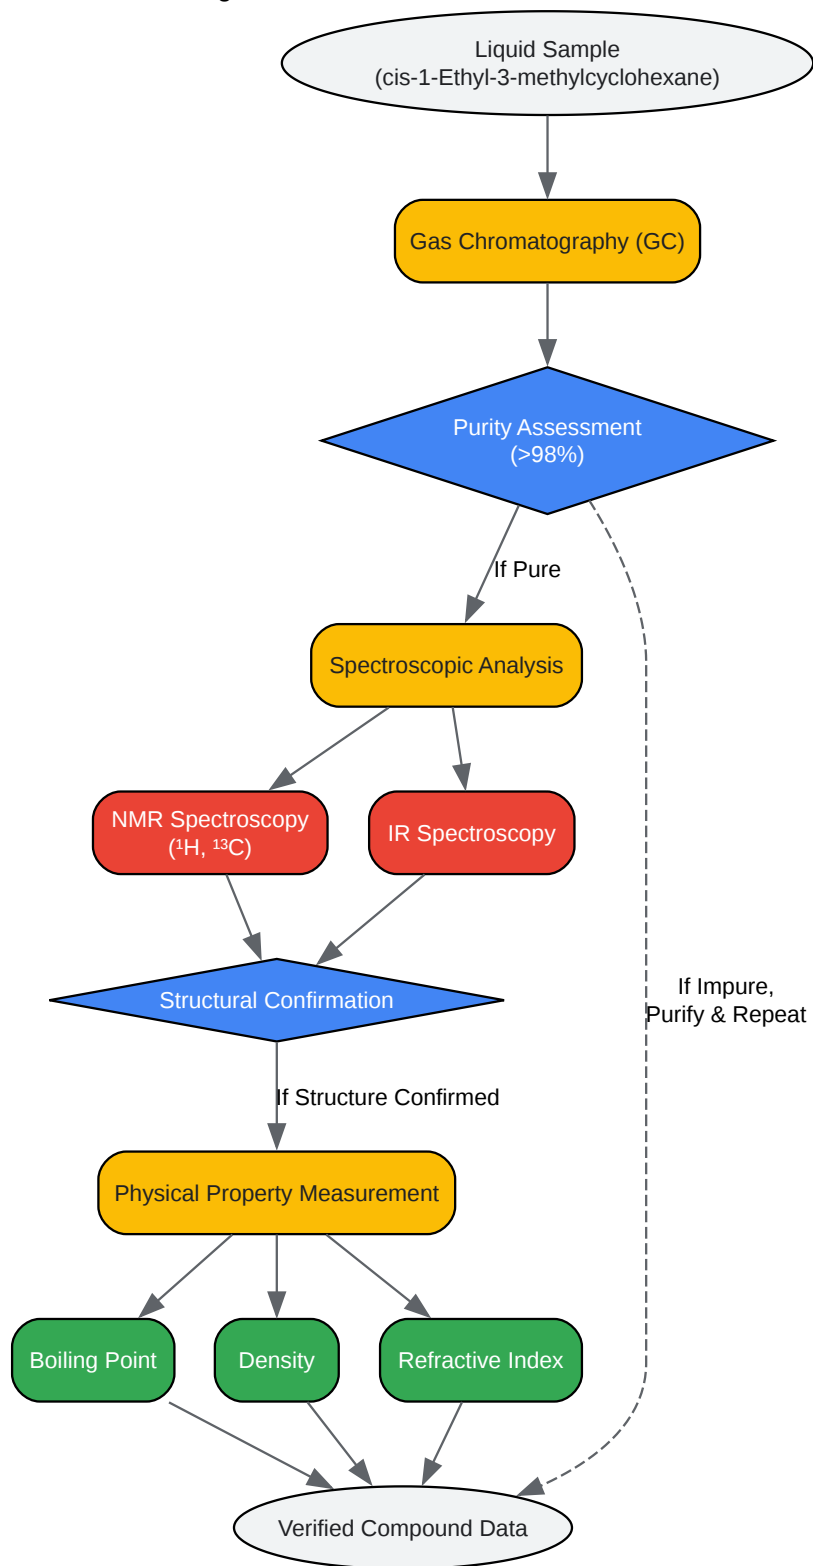 Liquid Sample
(cis-1-Ethyl-3-methylcyclohexane)
Gas Chromatography (GC)
Purity Assessment
(>98%)
If Pure
Spectroscopic Analysis
NMR Spectroscopy
(¹H, ¹³C)
IR Spectroscopy
Structural Confirmation
If Impure,
Purify & Repeat
If Structure Confirmed
Physical Property Measurement
Boiling Point
Density
Refractive Index
Verified Compound Data